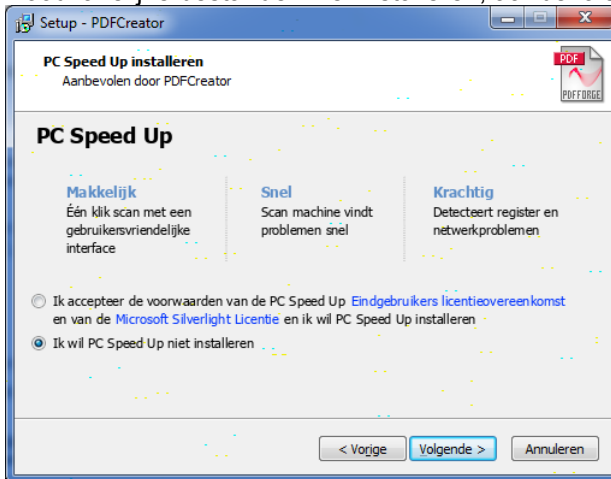 Setup - PDFCreator
PC Speed Up installeren
Aanbevolen door PDFCreator
PDF
PDFFORGE
PC Speed Up
Makkelijk
Één klik scan met een
gebruikersvriendelijke
interface
Snel
Scan machine vindt
problemen snel
Krachtig
Detecteert register en
netwerkproblemen
Ik accepteer de voorwaarden van de PC Speed Up Eindgebruikers licentieovereenkomst
en van de Microsoft Silverlight Licentie en ik wil PC Speed Up installeren
Ik wil PC Speed Up niet installeren
< Vorige Volgende > Annuleren